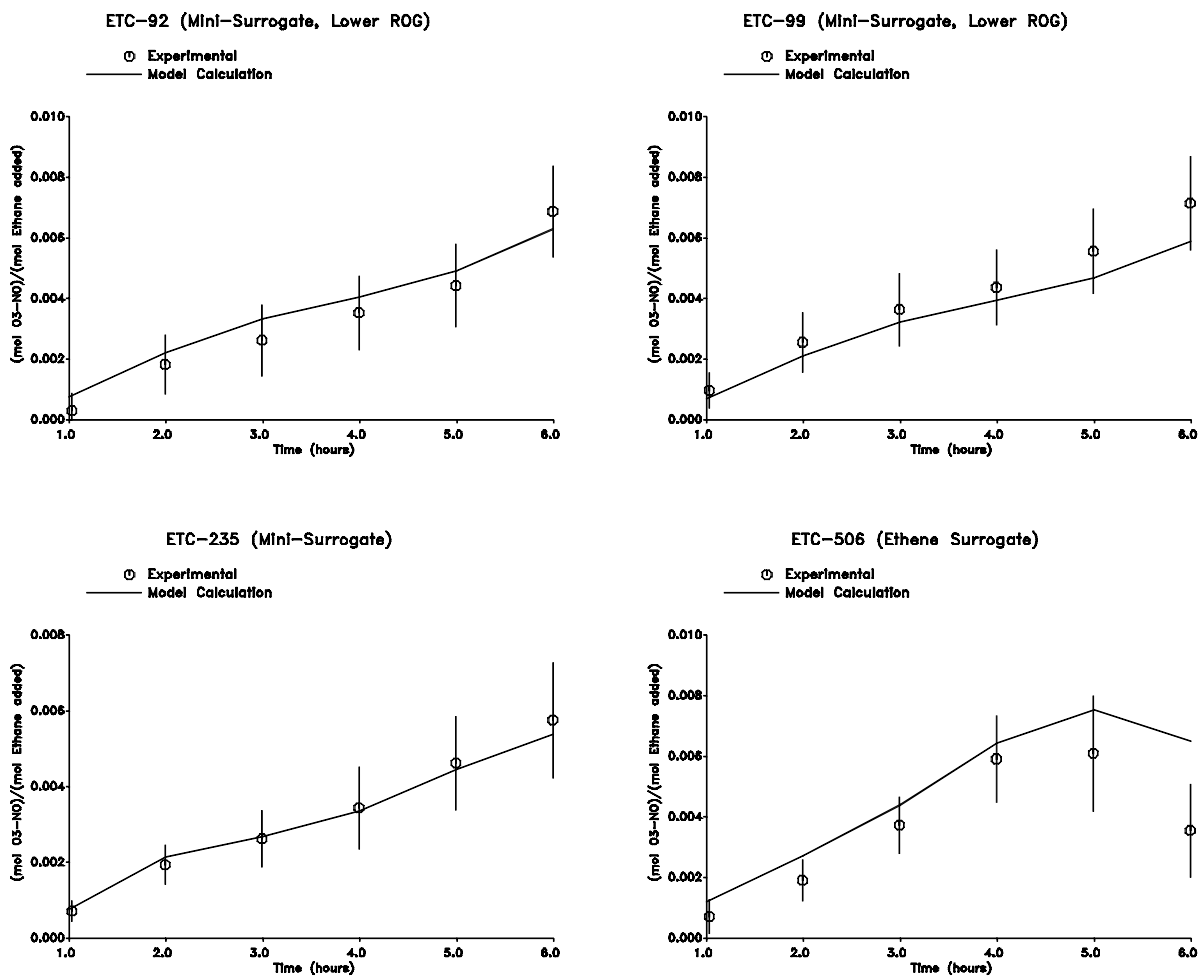 ETC-92 (Mini-Surrogate, Lower ROG)
Experimental
Model Calculation
(mol O3-NO)/(mol Ethane added)
0.010
0.008
0.006
0.004
0.002
0.000
1.0 2.0 3.0 4.0 5.0 6.0
Time (hours)
ETC-99 (Mini-Surrogate, Lower ROG)
Experimental
Model Calculation
(mol O3-NO)/(mol Ethane added)
0.010
0.008
0.006
0.004
0.002
0.000
1.0 2.0 3.0 4.0 5.0 6.0
Time (hours)
ETC-235 (Mini-Surrogate)
Experimental
Model Calculation
(mol O3-NO)/(mol Ethane added)
0.008
0.006
0.004
0.002
0.000
1.0 2.0 3.0 4.0 5.0 6.0
Time (hours)
ETC-506 (Ethene Surrogate)
Experimental
Model Calculation
(mol O3-NO)/(mol Ethane added)
0.010
0.008
0.006
0.004
0.002
0.000
1.0 2.0 3.0 4.0 5.0 6.0
Time (hours)